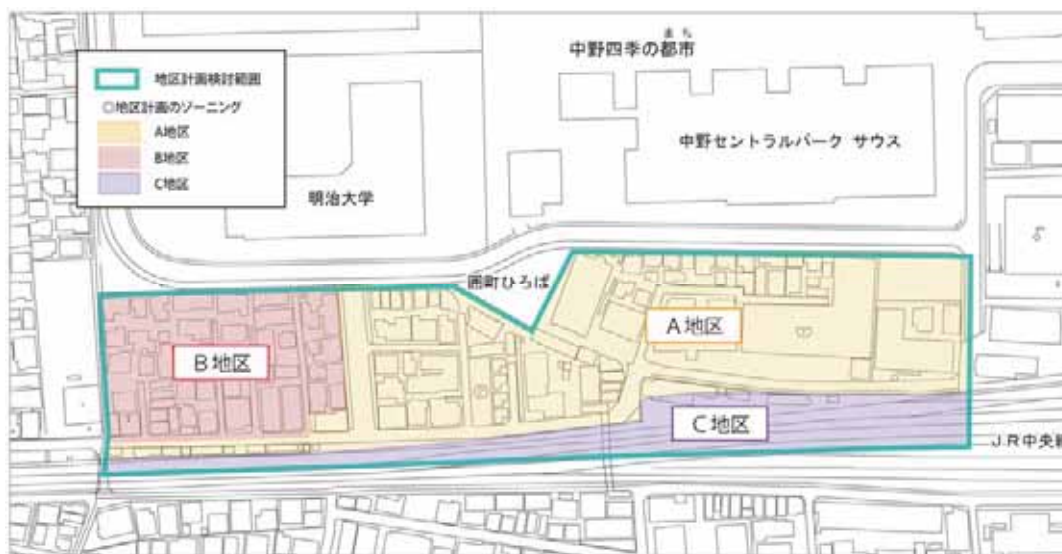 中野四季の都市
まち
地区計画検討範囲
◎地区計画のゾーニング
A地区
B地区
C地区
明治大学
中野セントラルパーク サウス
囲町ひろば
A地区
B地区
C地区
JR中央線